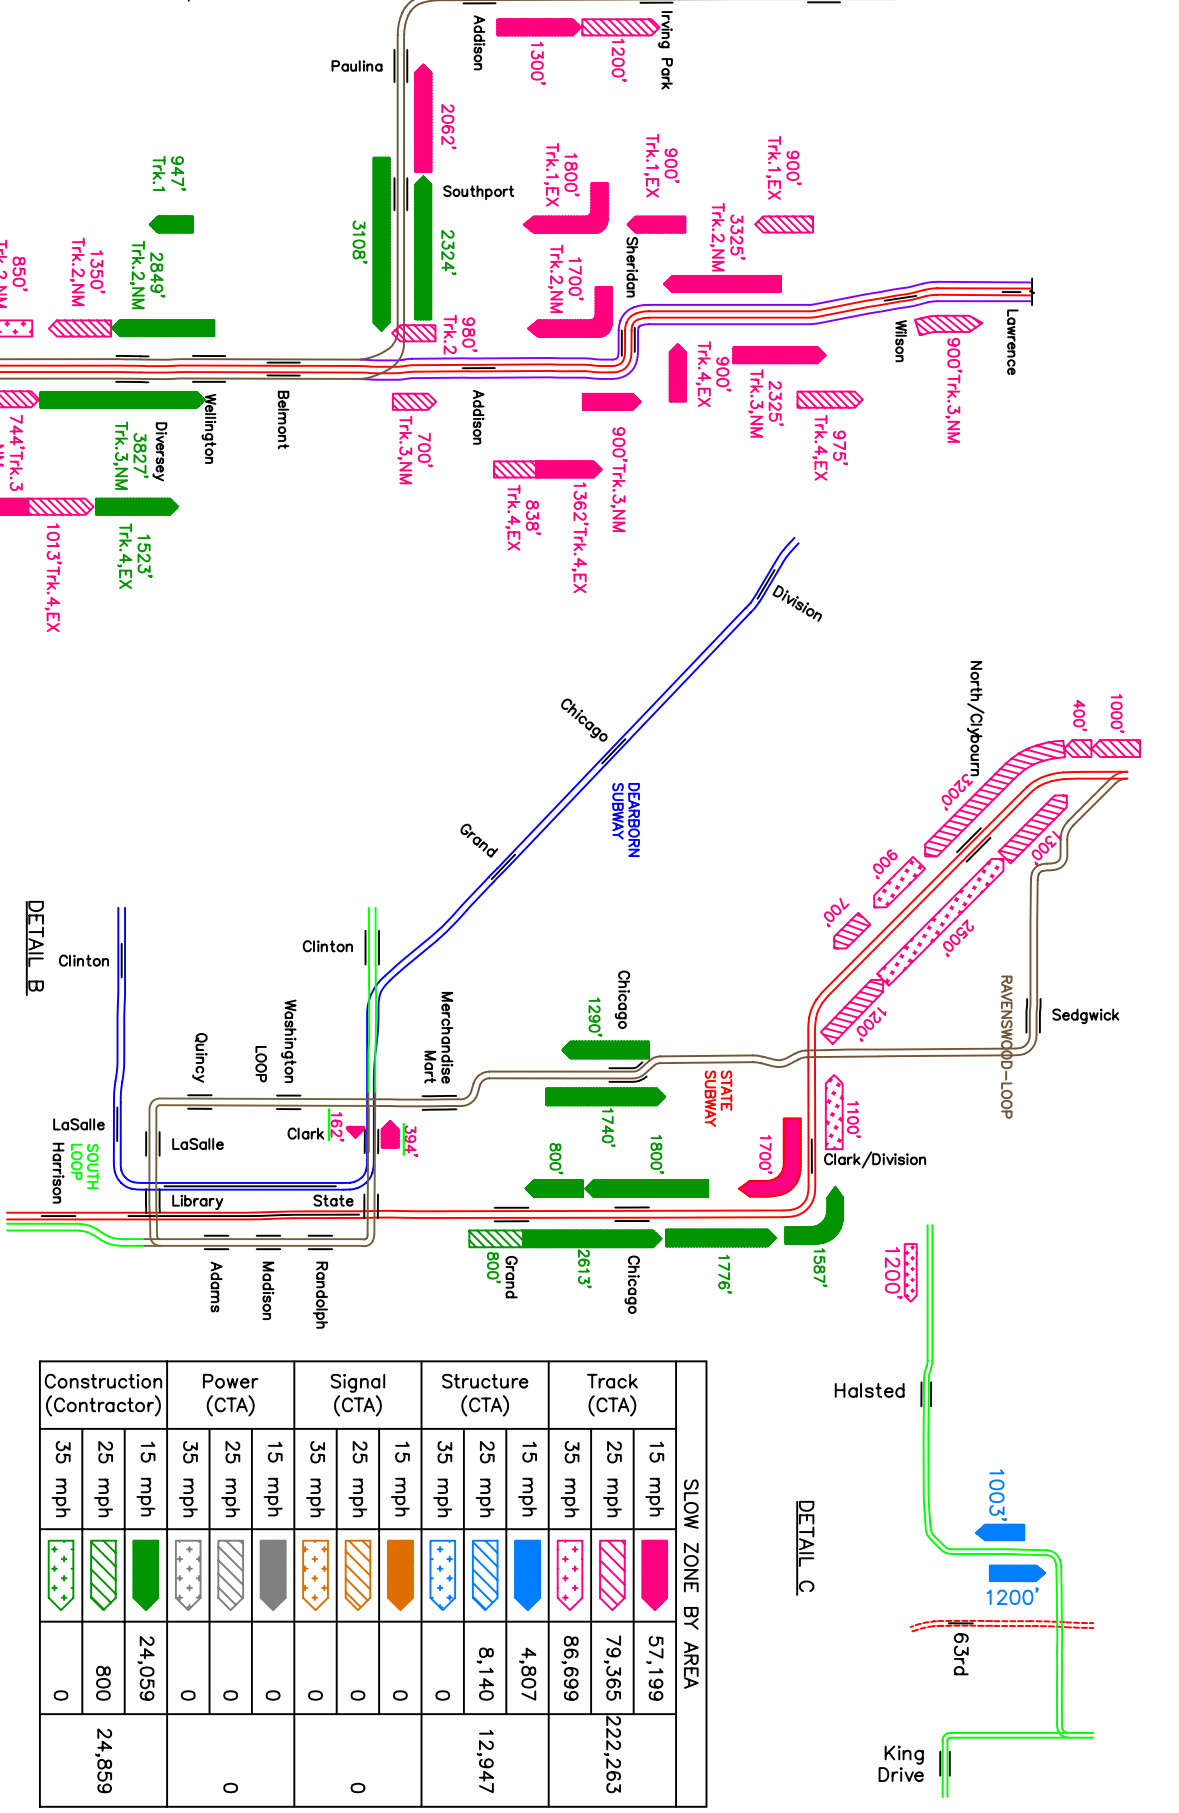 Irving Park
Addison
1300'
1200'
Paulina
2062'
Southport
2324'
3108'
947'
Trk.1
2849'
Trk.2,NM
1350'
Trk.2,NM
850'
Trk.2,NM
1800'
Trk.1,EX
900'
Trk.1,EX
900'
Trk.1,EX
3325'
Trk.2,NM
1700'
Trk.2,NM
Sheridan
980'
Trk.2
Lawrence
Wilson
900'Trk.3,NM
900'
Trk.4,EX
2325'
Trk.3,NM
975'
Trk.4,EX
Addison
700'
Trk.3,NM
900'Trk.3,NM
1362'Trk.4,EX
838'
Trk.4,EX
Belmont
Wellington
Diversey
3827'
Trk.3,NM
744'Trk.3
NM
1523'
Trk.4,EX
1013'Trk.4,EX
Division
Chicago
DEARBORN
SUBWAY
Grand
North/Clybourn
1000'
400'
3200'
1300'
900'
2500'
700'
1200'
RAVENSWOOD-LOOP
Sedgwick
DETAIL B
Clinton
Clinton
Quincy
LOOP
Washington
Merchandise
Mart
Chicago
1290'
1740'
STATE
SUBWAY
1100'
Clark/Division
1700'
1800'
800'
LaSalle
SOUTH
LOOP
Harrison
LaSalle
Clark
162'
394'
Library
State
Adams
Madison
Randolph
Grand
800'
2613'
Chicago
1776'
1587'
1200'
Halsted
1003'
1200'
63rd
King
Drive
DETAIL C
SLOW ZONE BY AREA
Track
(CTA)
15 mph
57,199
25 mph
79,365
35 mph
86,699
222,263
Structure
(CTA)
15 mph
4,807
25 mph
8,140
35 mph
0
12,947
Signal
(CTA)
15 mph
0
25 mph
0
35 mph
0
0
Power
(CTA)
15 mph
0
25 mph
0
35 mph
0
0
Construction
(Contractor)
15 mph
24,059
25 mph
800
35 mph
0
24,859